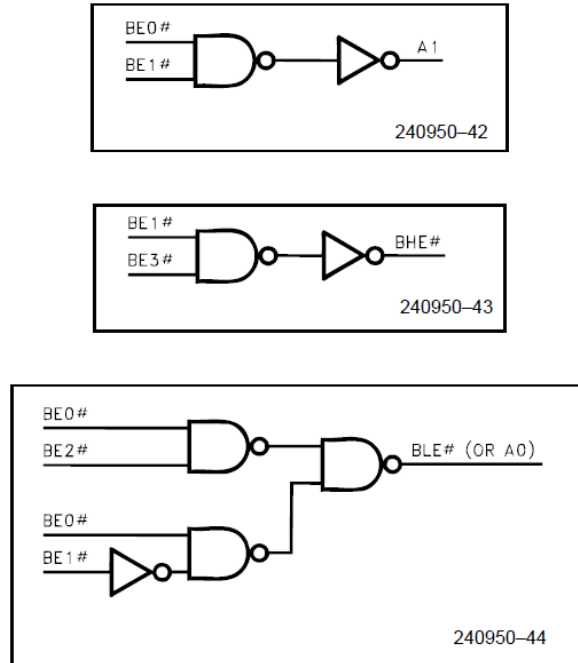 BE0#
BE1#
A1
240950–42
BE1#
BE3#
BHE#
240950–43
BE0#
BE2#
BLE# (OR A0)
BE0#
BE1#
240950–44